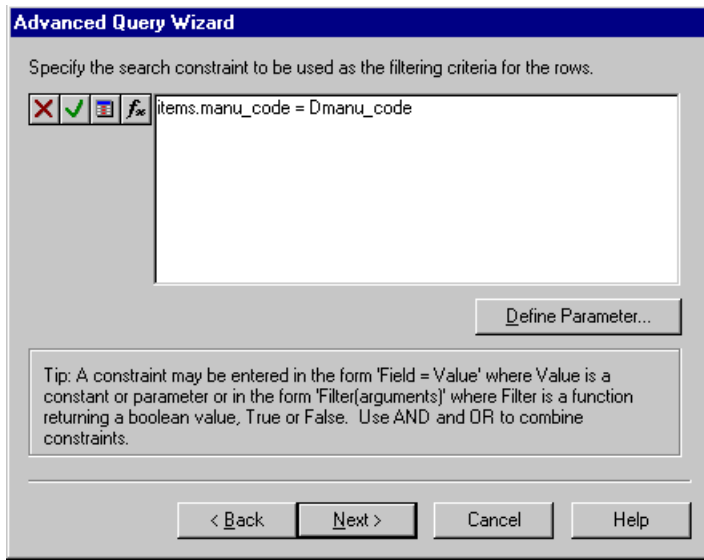 Advanced Query Wizard
Specify the search constraint to be used as the filtering criteria for the rows.
fx items.manu_code = Dmanu_code
Define Parameter...
Tip: A constraint may be entered in the form 'Field = Value' where Value is a
constant or parameter or in the form 'Filter(arguments)' where Filter is a function
returning a boolean value, True or False.  Use AND and OR to combine
constraints.
< Back Next > Cancel Help